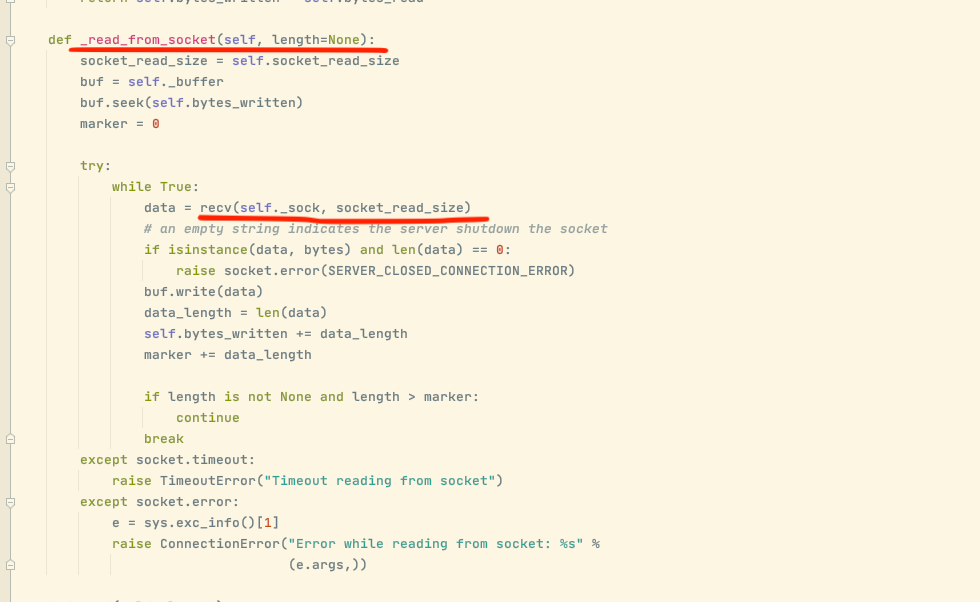 def _read_from_socket(self, length=None):
socket_read_size = self.socket_read_size
buf = self._buffer
buf.seek(self.bytes_written)
marker = 0
try:
while True:
data = recv(self._sock, socket_read_size)
# an empty string indicates the server shutdown the socket
if isinstance(data, bytes) and len(data) == 0:
raise socket.error(SERVER_CLOSED_CONNECTION_ERROR)
buf.write(data)
data_length = len(data)
self.bytes_written += data_length
marker += data_length
if length is not None and length > marker:
continue
break
except socket.timeout:
raise TimeoutError("Timeout reading from socket")
except socket.error:
e = sys.exc_info()[1]
raise ConnectionError("Error while reading from socket: %s" %
(e.args,))